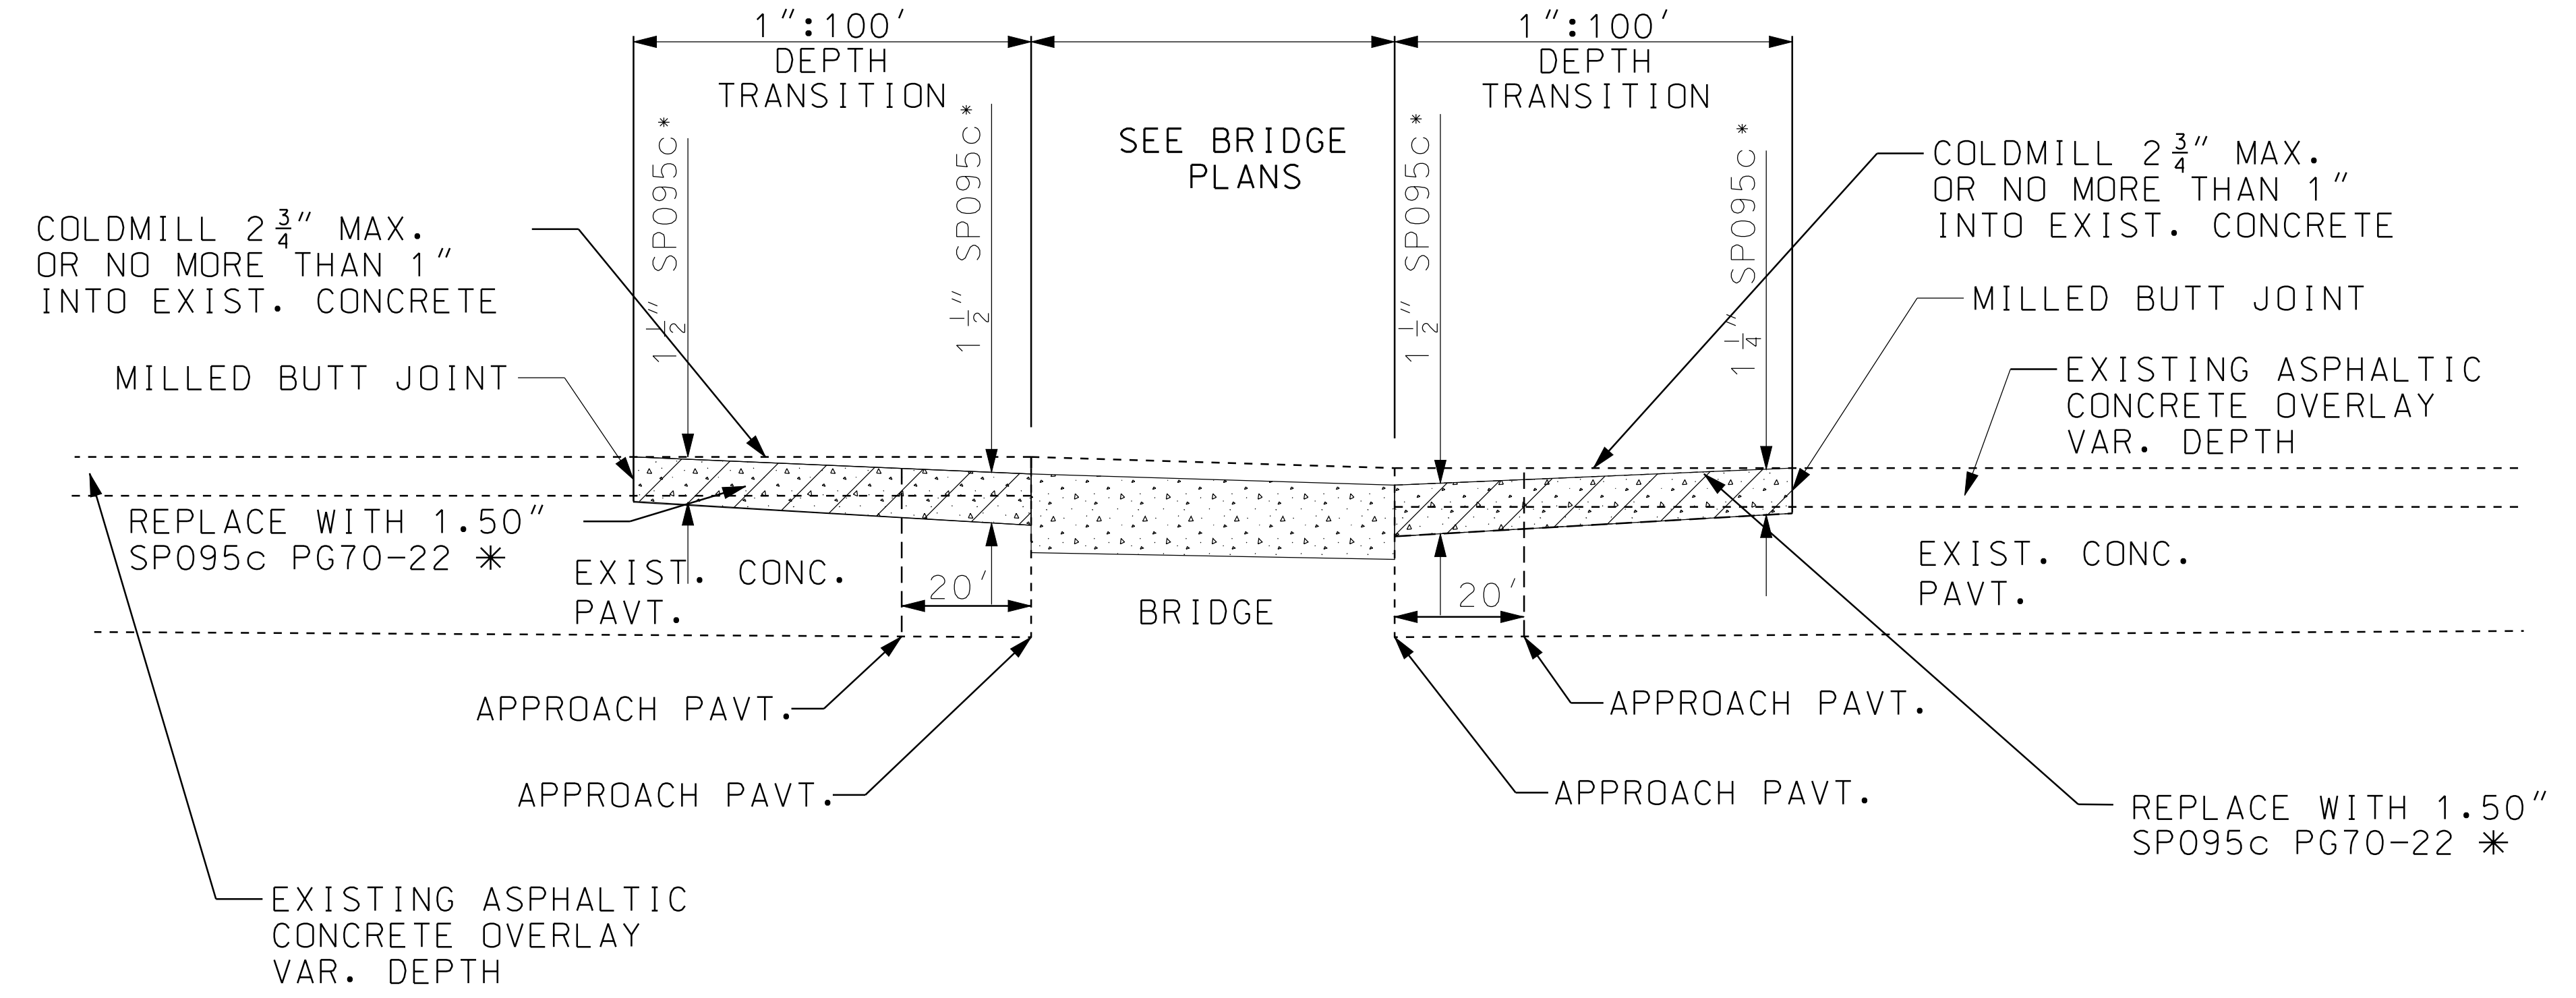 1":100'
DEPTH
TRANSITION
1":100'
DEPTH
TRANSITION
SEE BRIDGE
PLANS
1 1/2" SP095c*
1 1/2" SP095c*
1 1/2" SP095c*
1 1/4" SP095c*
COLDMILL 2 3/4" MAX.
OR NO MORE THAN 1"
INTO EXIST. CONCRETE
MILLED BUTT JOINT
COLDMILL 2 3/4" MAX.
OR NO MORE THAN 1"
INTO EXIST. CONCRETE
MILLED BUTT JOINT
EXISTING ASPHALTIC
CONCRETE OVERLAY
VAR. DEPTH
REPLACE WITH 1.50"
SP095c PG70-22 *
EXIST. CONC.
PAVT.
20'
BRIDGE
20'
EXIST. CONC.
PAVT.
APPROACH PAVT.
APPROACH PAVT.
APPROACH PAVT.
APPROACH PAVT.
REPLACE WITH 1.50"
SP095c PG70-22 *
EXISTING ASPHALTIC
CONCRETE OVERLAY
VAR. DEPTH